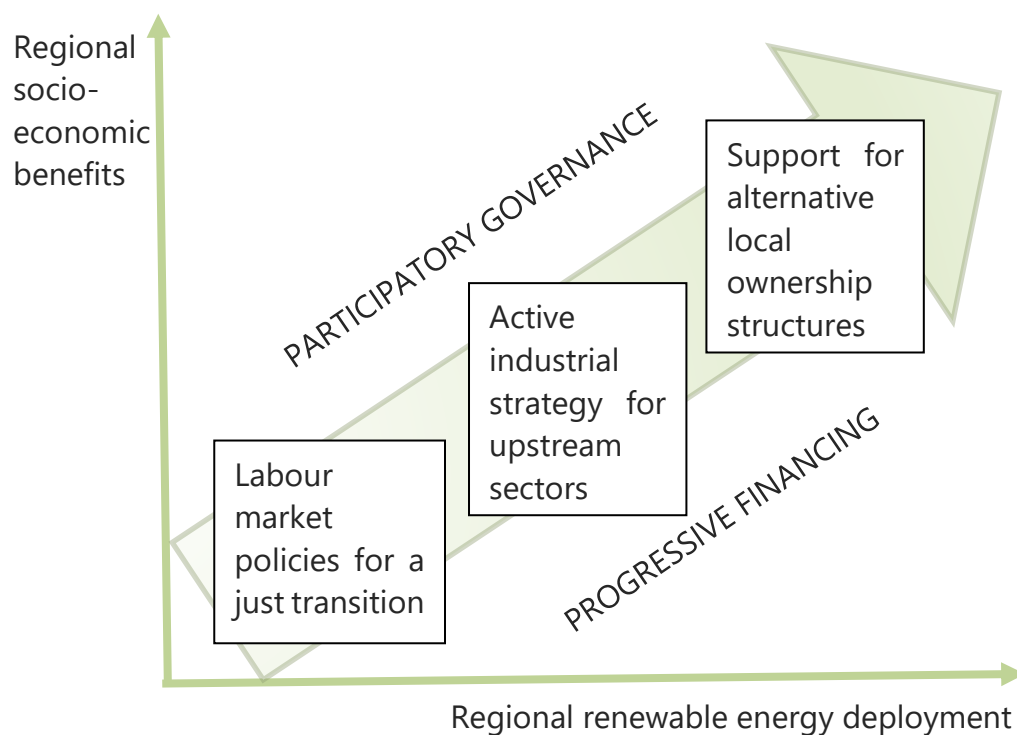 Regional
socio-
economic
benefits
PARTICIPATORY GOVERNANCE
Support for
alternative
local
ownership
structures
Active
industrial
strategy for
upstream
sectors
Labour
market
policies for a
just transition
PROGRESSIVE FINANCING
Regional renewable energy deployment